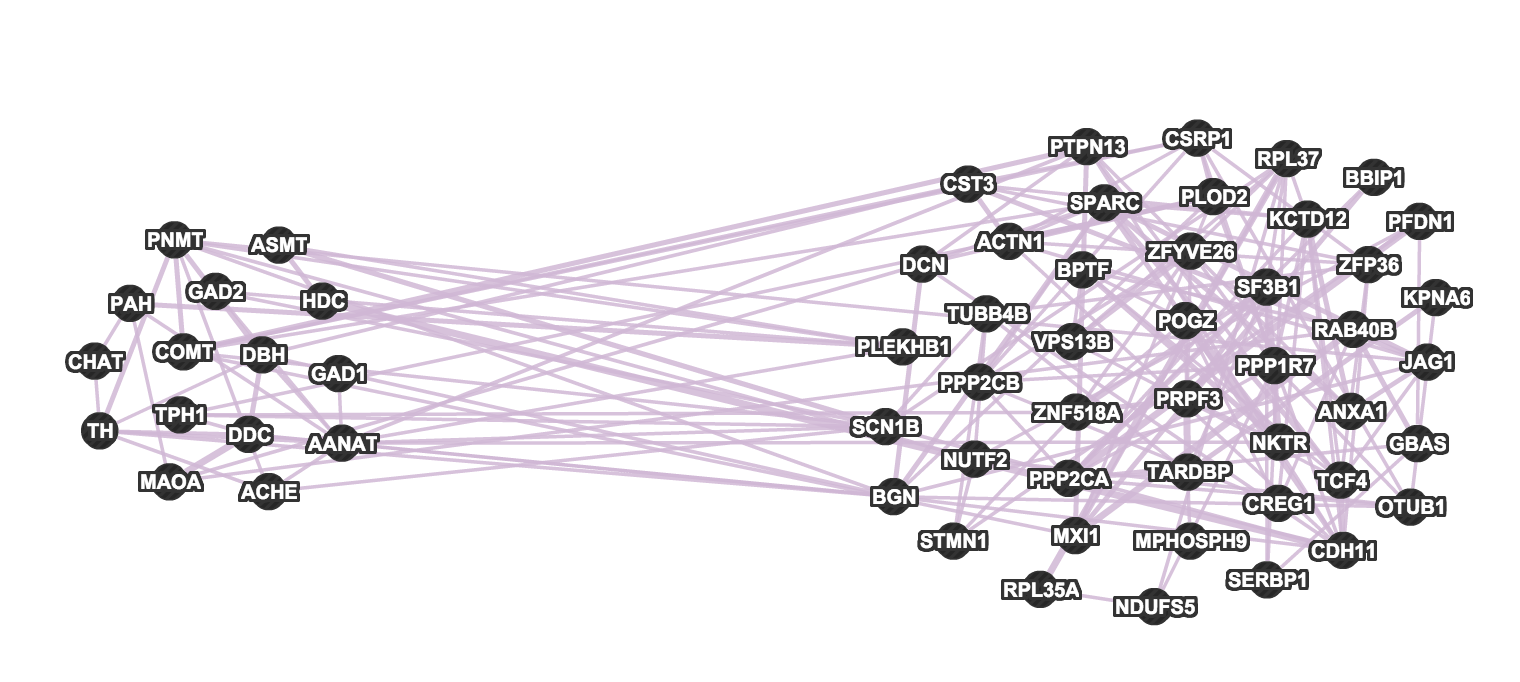 PNMT
ASMT
PAH
GAD2
HDC
CHAT
COMT
DBH
GAD1
TH
TPH1
DDC
AANAT
MAOA
ACHE
PTPN13
CSRP1
RPL37
BBIP1
CST3
SPARC
PLOD2
KCTD12
PFDN1
ACTN1
DCN
BPTF
ZFYVE26
ZFP36
SF3B1
KPNA6
TUBB4B
VPS13B
POGZ
RAB40B
PLEKHB1
PPP1R7
JAG1
PPP2CB
ZNF518A
PRPF3
ANXA1
SCN1B
NKTR
GBAS
NUTF2
PPP2CA
TARDBP
TCF4
BGN
CREG1
OTUB1
STMN1
MXI1
MPHOSPH9
CDH11
RPL35A
NDUFS5
SERBP1